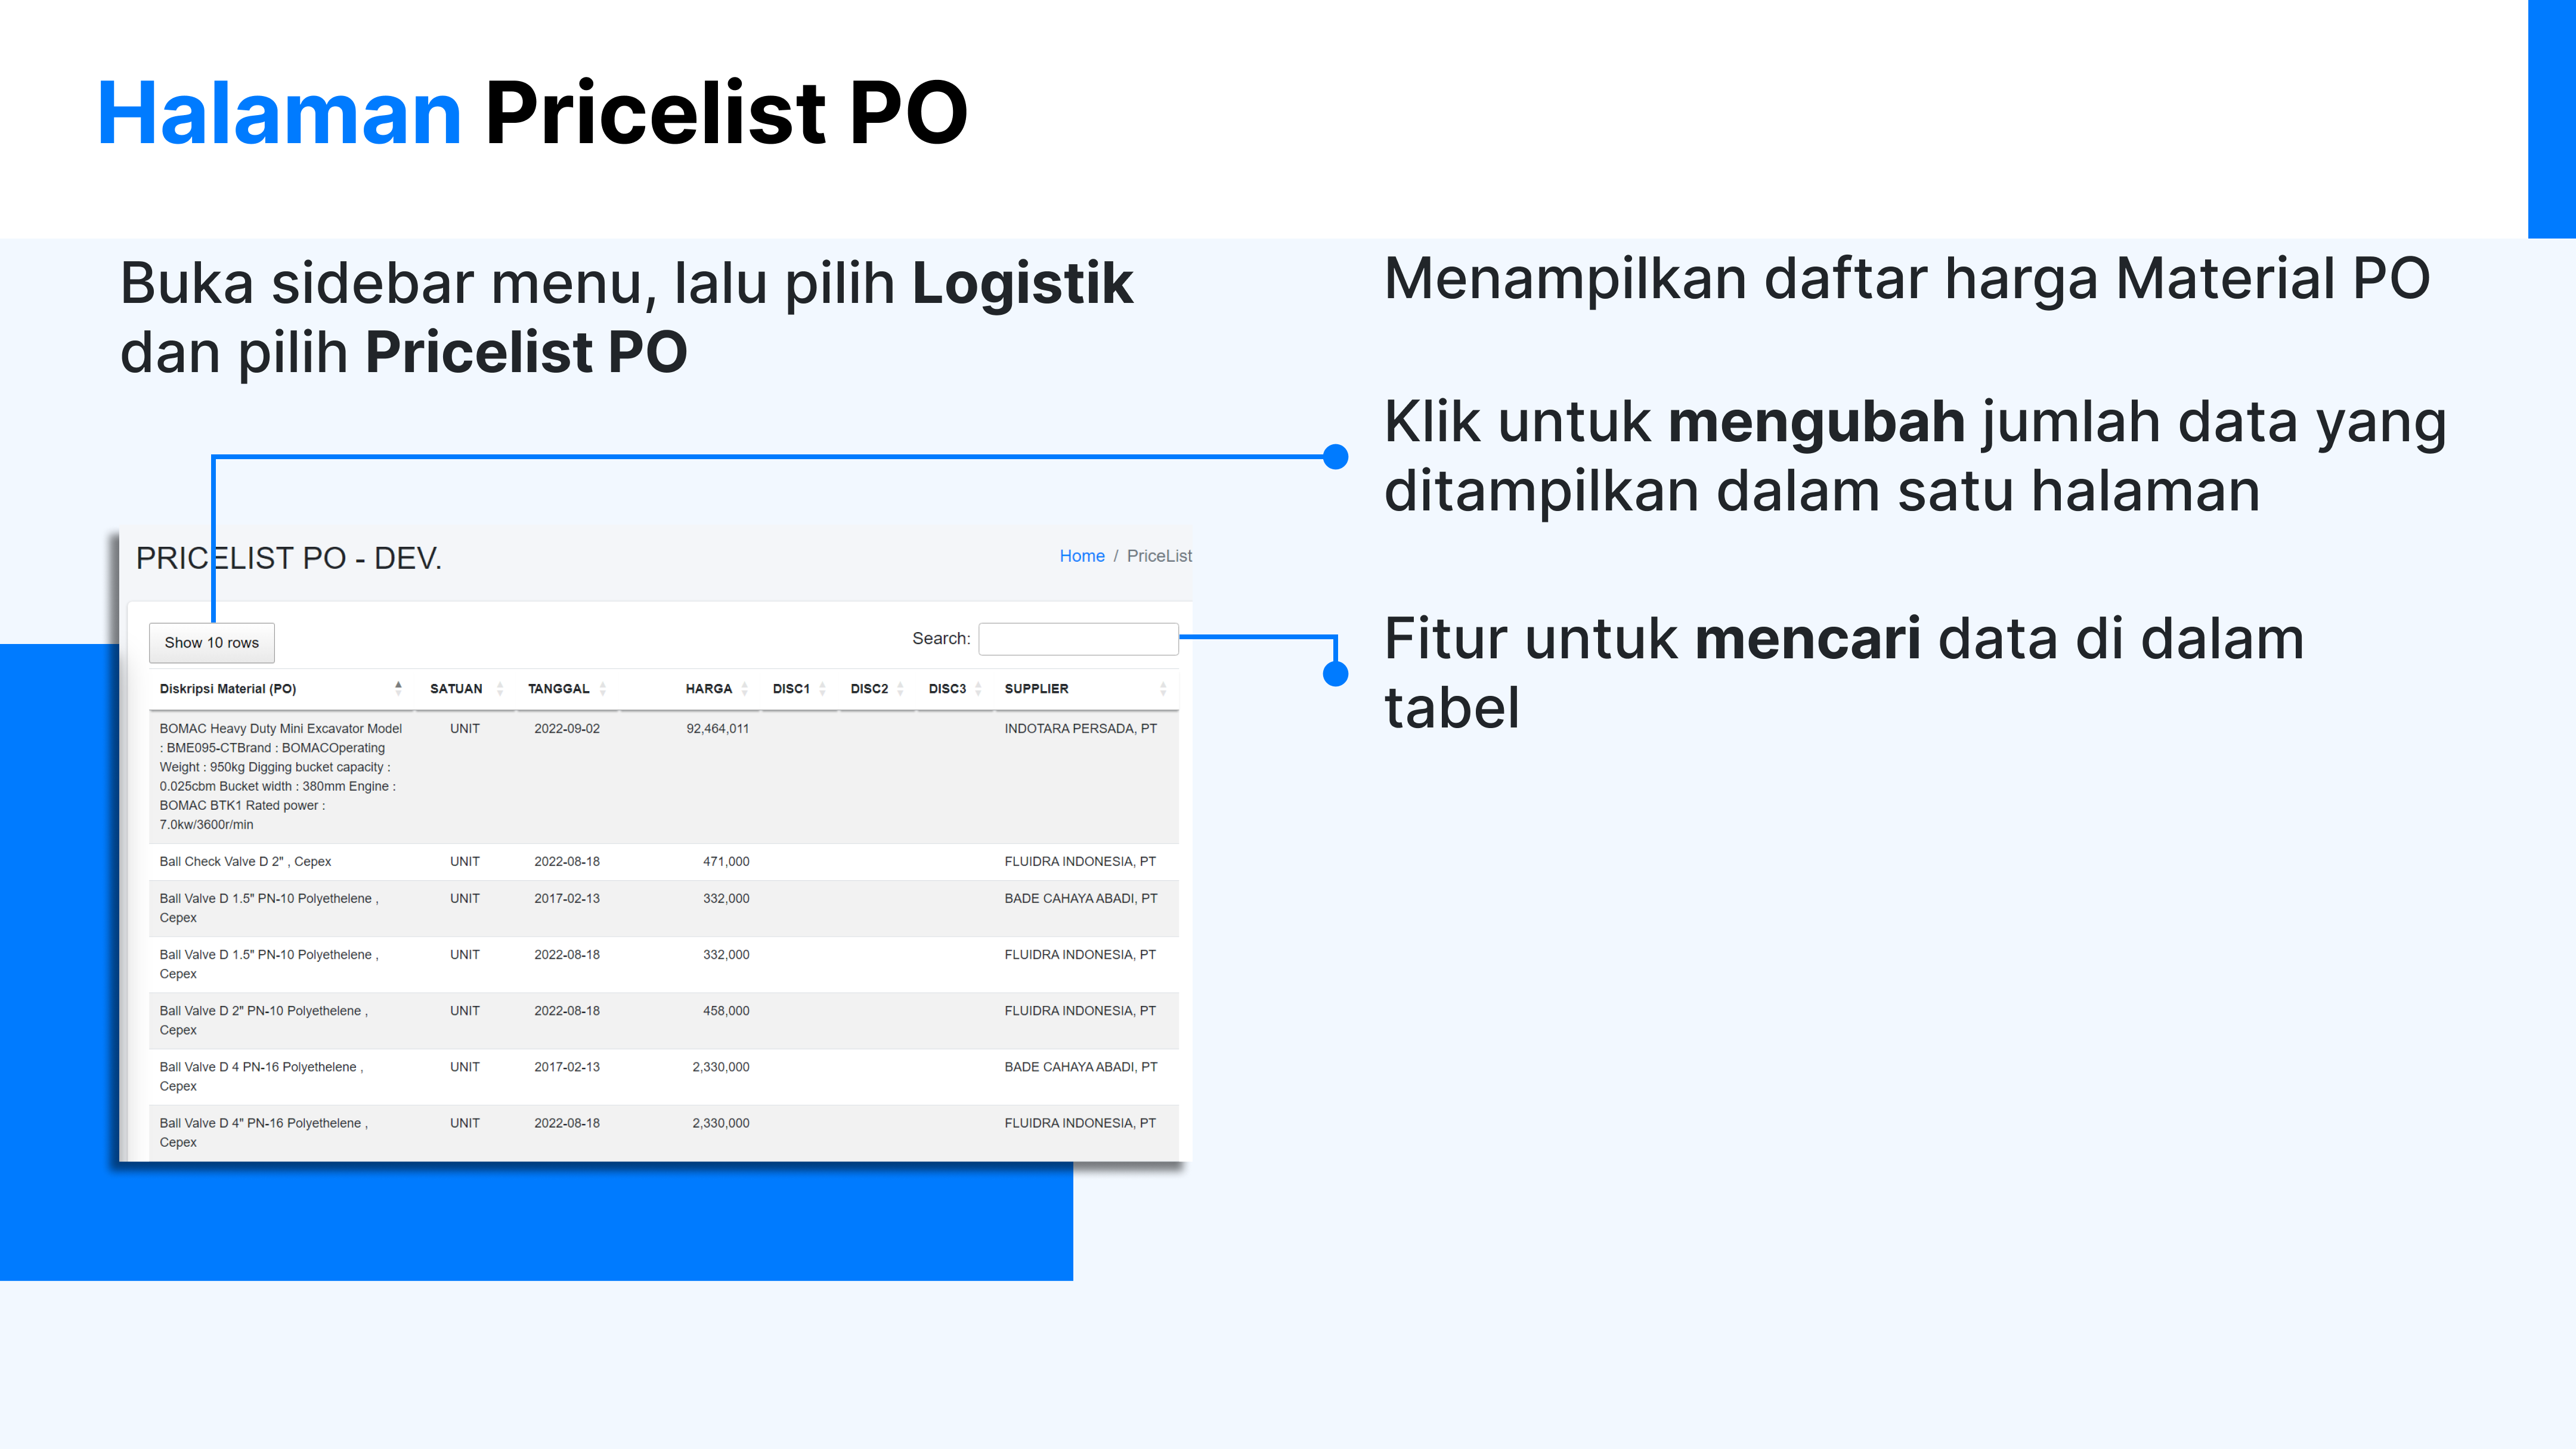 Halaman Pricelist PO
Buka sidebar menu, lalu pilih Logistik
dan pilih Pricelist PO
Menampilkan daftar harga Material PO
Klik untuk mengubah jumlah data yang
ditampilkan dalam satu halaman
Fitur untuk mencari data di dalam
tabel
PRICELIST PO - DEV.
Home / PriceList
Show 10 rows
Search:
Diskripsi Material (PO) SATUAN TANGGAL HARGA DISC1 DISC2 DISC3 SUPPLIER
BOMAC Heavy Duty Mini Excavator Model UNIT 2022-09-02 92,464,011 INDOTARA PERSADA, PT
: BME095-CTBrand : BOMACOperating
Weight : 950kg Digging bucket capacity :
0.025cbm Bucket width : 380mm Engine :
BOMAC BTK1 Rated power :
7.0kw/3600r/min
Ball Check Valve D 2" , Cepex UNIT 2022-08-18 471,000 FLUIDRA INDONESIA, PT
Ball Valve D 1.5" PN-10 Polyethelene , UNIT 2017-02-13 332,000 BADE CAHAYA ABADI, PT
Cepex
Ball Valve D 1.5" PN-10 Polyethelene , UNIT 2022-08-18 332,000 FLUIDRA INDONESIA, PT
Cepex
Ball Valve D 2" PN-10 Polyethelene , UNIT 2022-08-18 458,000 FLUIDRA INDONESIA, PT
Cepex
Ball Valve D 4 PN-16 Polyethelene , UNIT 2017-02-13 2,330,000 BADE CAHAYA ABADI, PT
Cepex
Ball Valve D 4" PN-16 Polyethelene , UNIT 2022-08-18 2,330,000 FLUIDRA INDONESIA, PT
Cepex